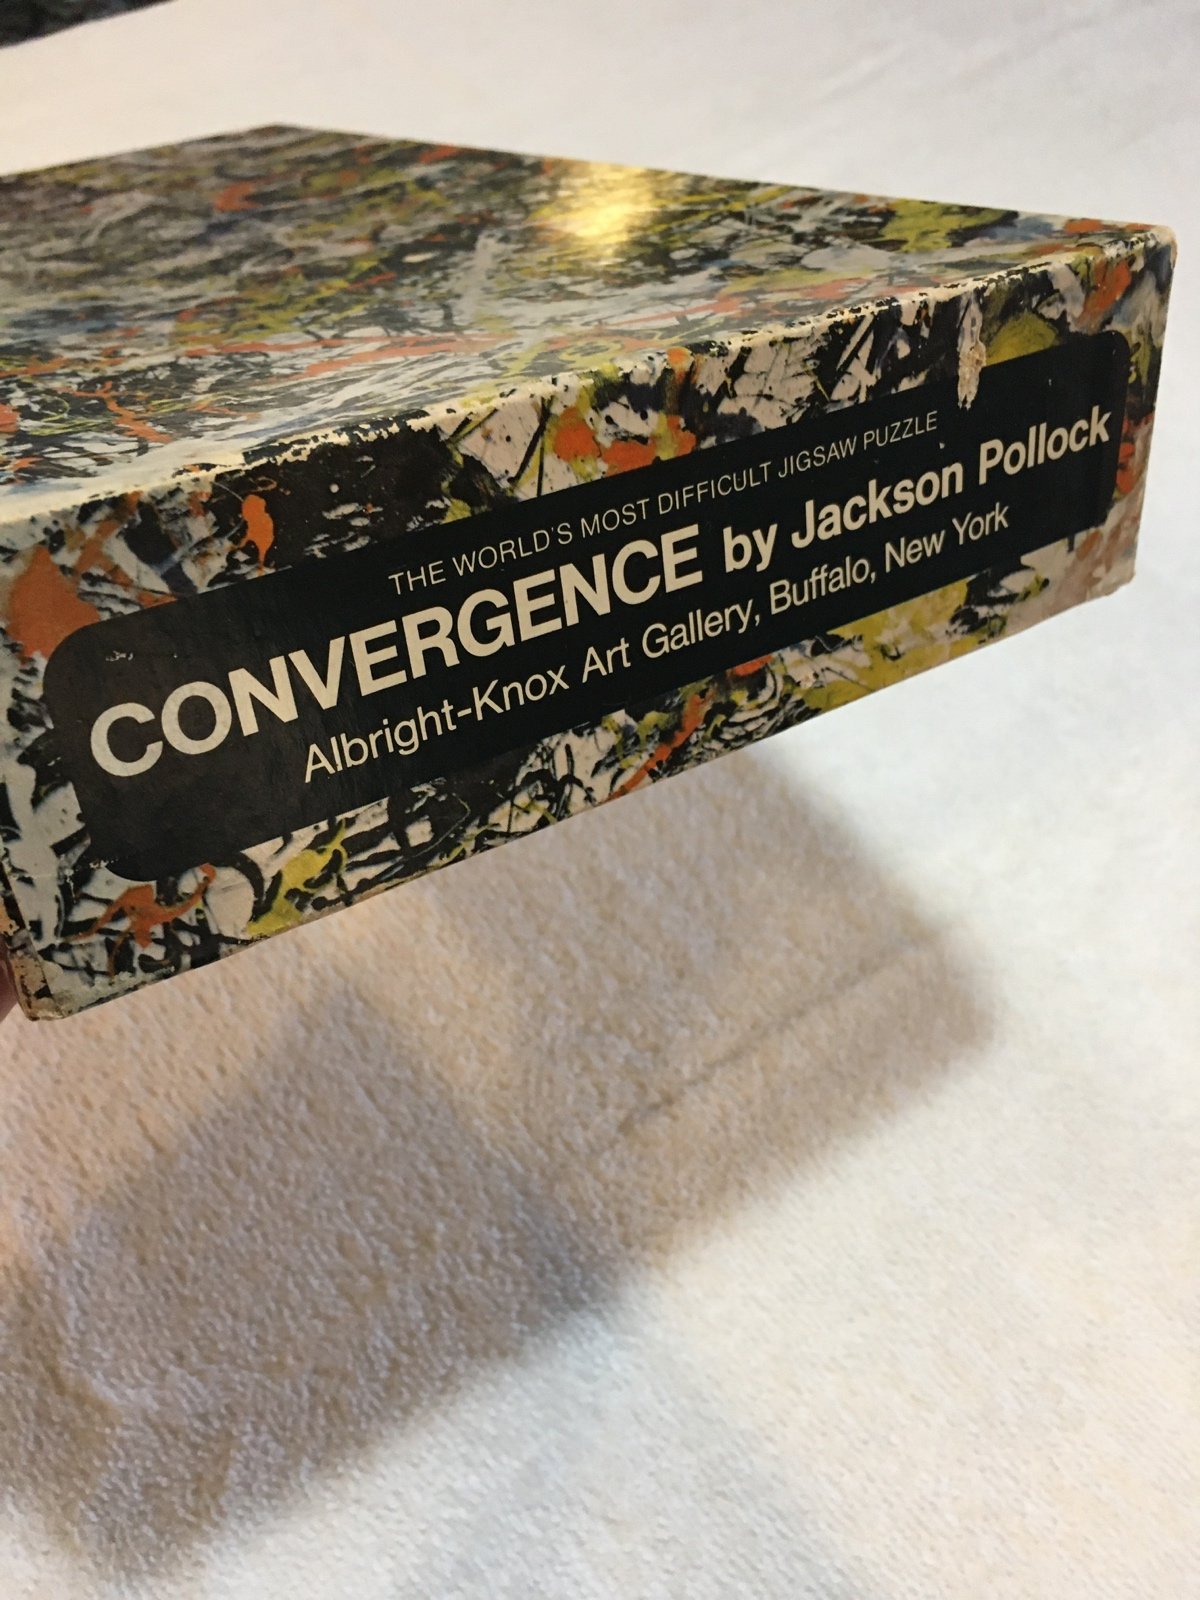 THE WORLD'S MOST DIFFICULT JIGSAW PUZZLE
CONVERGENCE by Jackson Pollock
Albright-Knox Art Gallery, Buffalo, New York